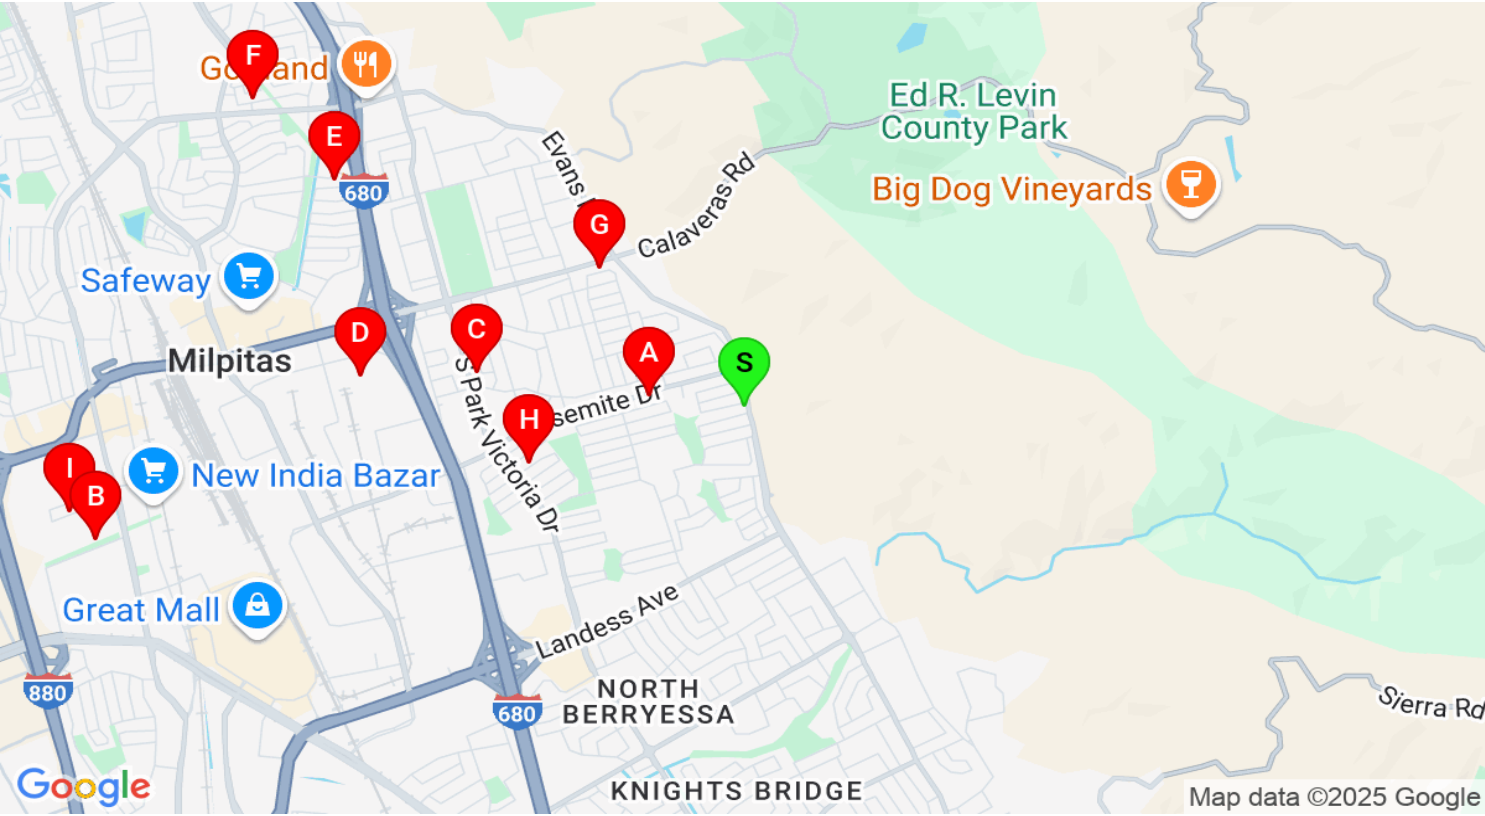 F
Go
and
E
680
Evans
G
Calaveras Rd
Ed R. Levin
County Park
Big Dog Vineyards
Safeway
Milpitas
D
C
S Park Victoria Dr
A
S
H
semite Dr
I
B
New India Bazar
Great Mall
Landess Ave
880
680
NORTH
BERRYESSA
Sierra Rd
KNIGHTS BRIDGE
Google
Map data ©2025 Google